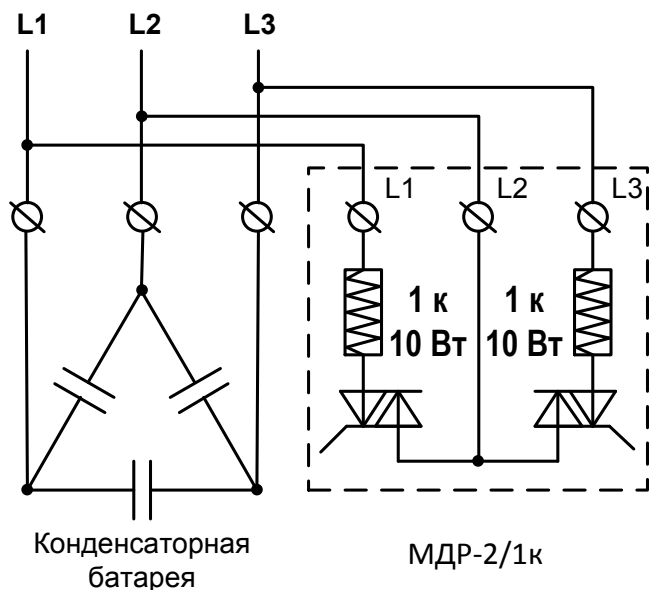 L1 L2 L3
L1 L2 L3
1 к 1 к
10 Вт 10 Вт
Конденсаторная
батарея
МДР-2/1к